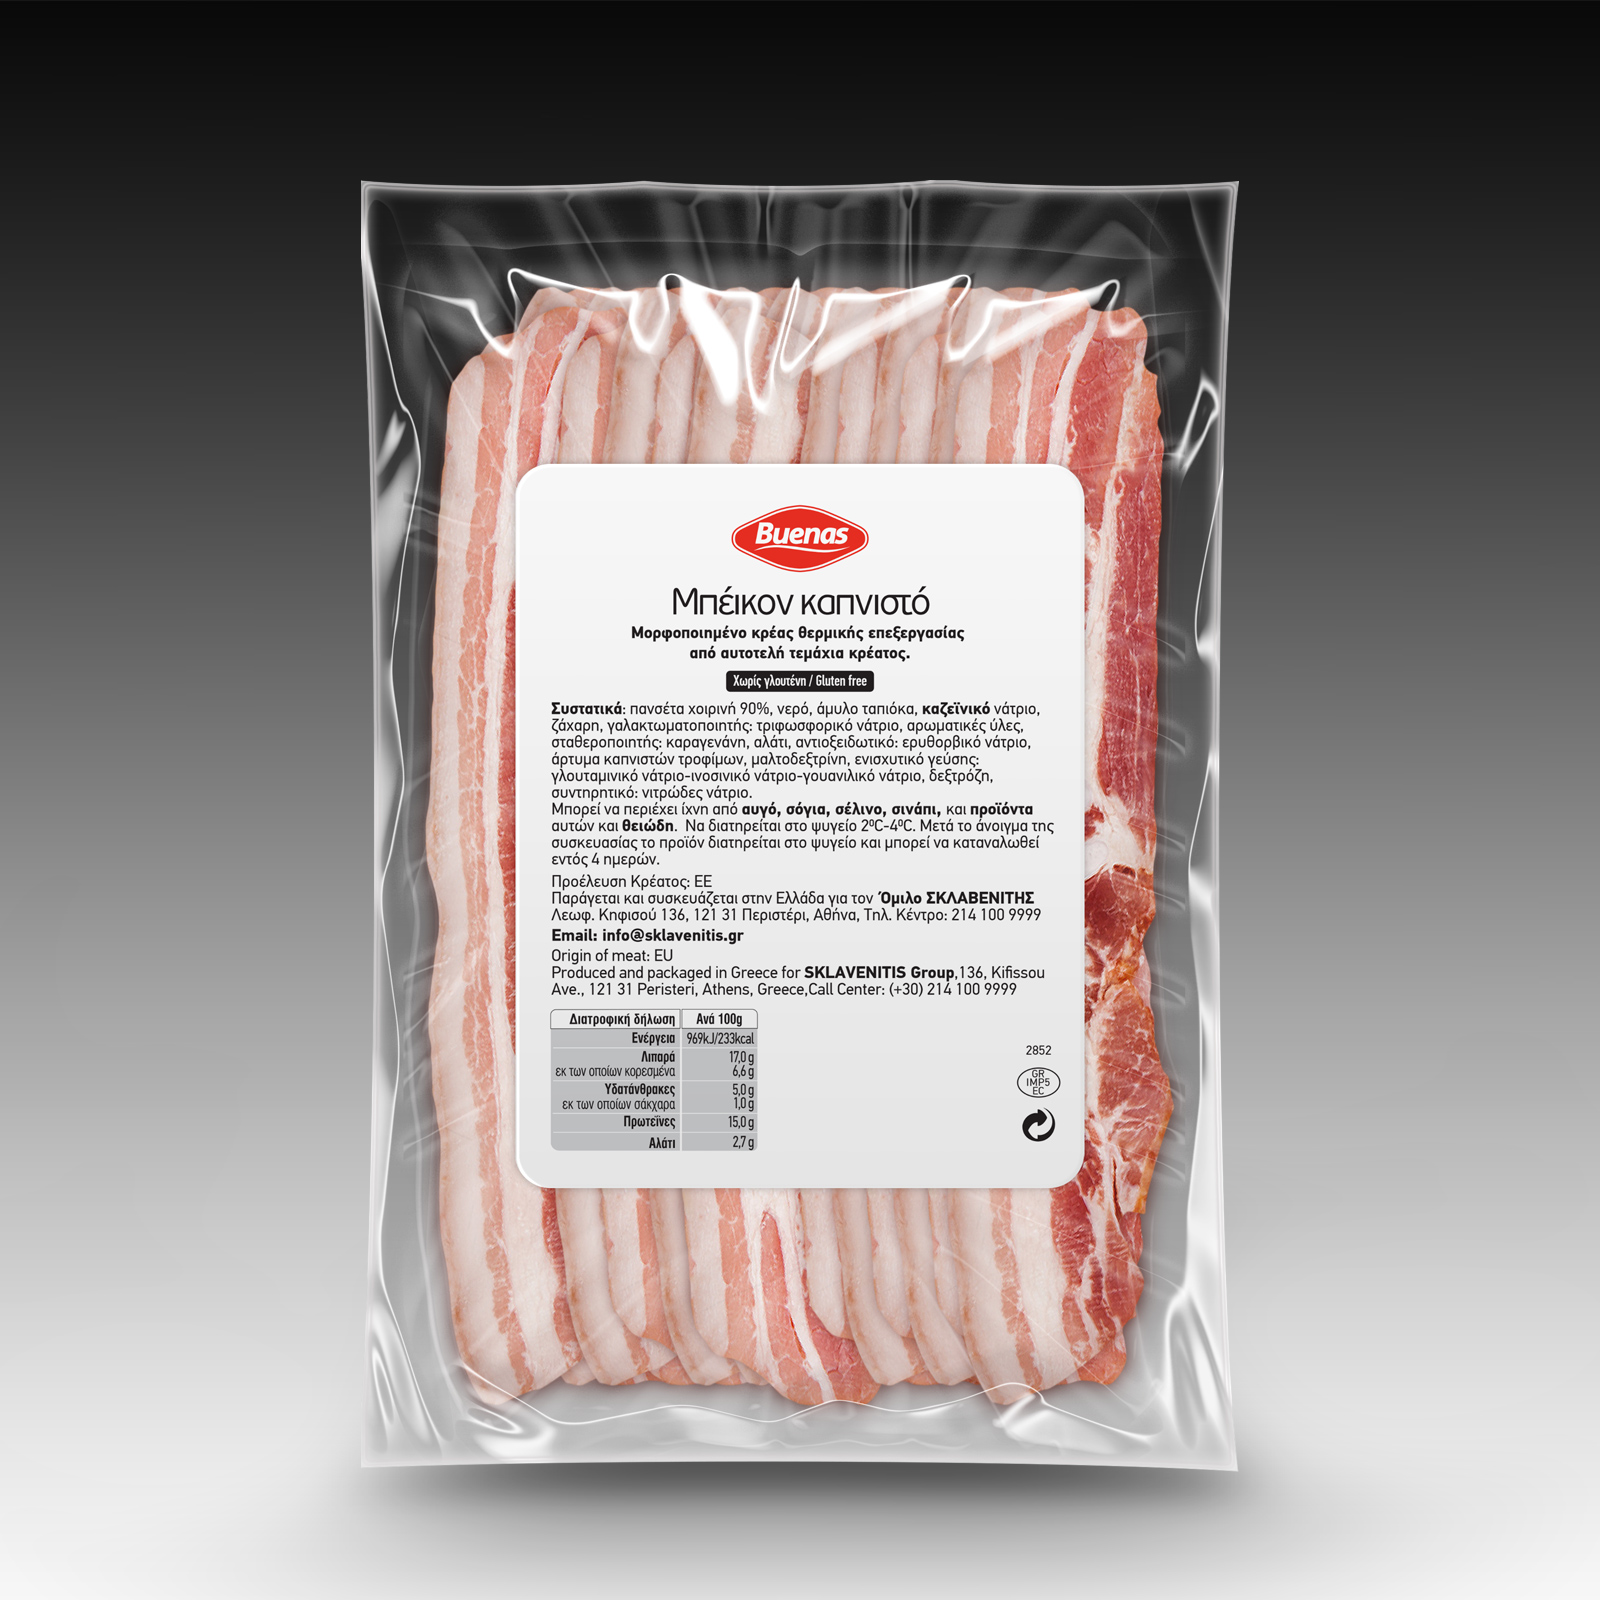 Buenas
Μπέικον καπνιστό
Μορφοποιημένο κρέας θερμικής επεξεργασίας
από αυτοτελή τεμάχια κρέατος.
Χωρίς γλουτένη / Gluten free
Συστατικά: πανσέτα χοιρινή 90%, νερό, άμυλο ταπιόκα, καζεϊνικό νάτριο,
ζάχαρη, γαλακτωματοποιητής: τριφωσφορικό νάτριο, αρωματικές ύλες,
σταθεροποιητής: καραγενάνη, αλάτι, αντιοξειδωτικό: ερυθορβικό νάτριο,
άρτυμα καπνιστών τροφίμων, μαλτοδεξτρίνη, ενισχυτικό γεύσης:
γλουταμινικό νάτριο-ινοσινικό νάτριο-γουανιλικό νάτριο, δεξτρόζη,
συντηρητικό: νιτρώδες νάτριο.
Μπορεί να περιέχει ίχνη από αυγό, σόγια, σέλινο, σινάπι, και προϊόντα
αυτών και θειώδη. Να διατηρείται στο ψυγείο 2ºC-4ºC. Μετά το άνοιγμα της
συσκευασίας το προϊόν διατηρείται στο ψυγείο και μπορεί να καταναλωθεί
εντός 4 ημερών.
Προέλευση Κρέατος: ΕΕ
Παράγεται και συσκευάζεται στην Ελλάδα για τον Όμιλο ΣΚΛΑΒΕΝΙΤΗΣ
Λεωφ. Κηφισού 136, 121 31 Περιστέρι, Αθήνα, Τηλ. Κέντρο: 214 100 9999
Email: info@sklavenitis.gr
Origin of meat: EU
Produced and packaged in Greece for SKLAVENITIS Group,136, Kifissou
Ave., 121 31 Peristeri, Athens, Greece,Call Center: (+30) 214 100 9999
Διατροφική δήλωση Ανά 100g
Ενέργεια 969kJ/233kcal
Λιπαρά 17,0 g
εκ των οποίων κορεσμένα 6,6 g
Υδατάνθρακες 5,0 g
εκ των οποίων σάκχαρα 1,0 g
Πρωτεΐνες 15,0 g
Αλάτι 2,7 g
2852
GR
IMP5
EC